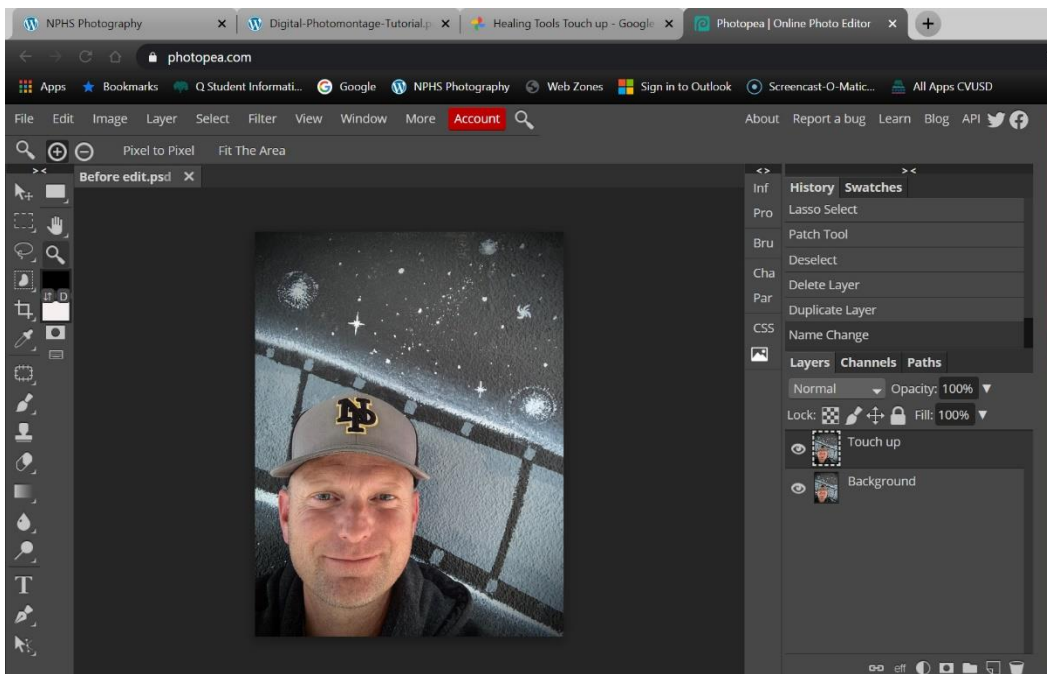 NPHS Photography
Digital-Photomontage-Tutorial.p
Healing Tools Touch up - Google
Photopea | Online Photo Editor
photopea.com
Apps Bookmarks Q Student Informati... Google NPHS Photography Web Zones Sign in to Outlook Screencast-O-Matic... All Apps CVUSD
File Edit Image Layer Select Filter View Window More Account About Report a bug Learn Blog API
Pixel to Pixel Fit The Area
> <
Before edit.psd
<>
> <
Inf
Pro
Bru
Cha
Par
CSS
History Swatches
Lasso Select
Patch Tool
Deselect
Delete Layer
Duplicate Layer
Name Change
Layers Channels Paths
Normal Opacity: 100%
Lock: Fill: 100%
Touch up
Background
D
T
NP
eff